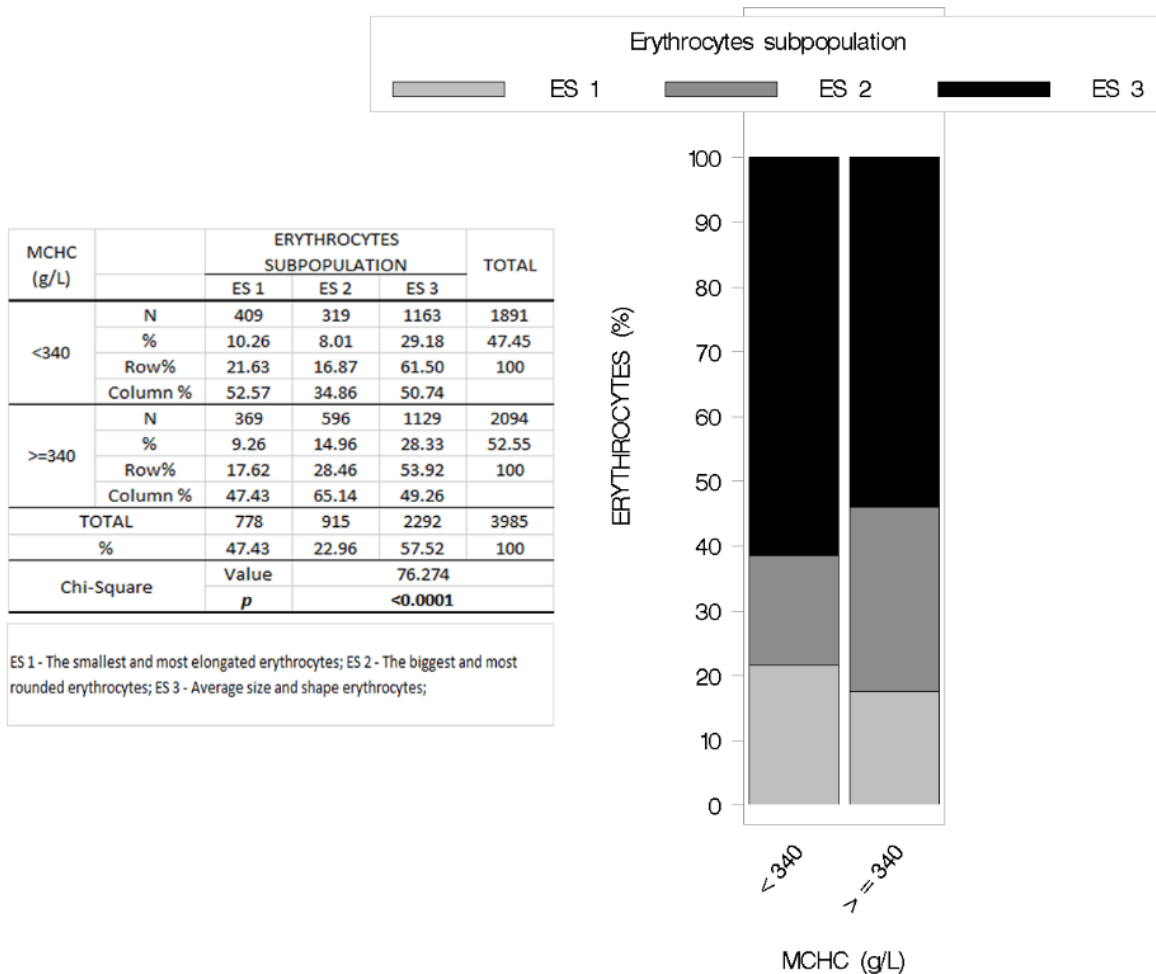 Erythrocytes subpopulation
ES 1 ES 2 ES 3
MCHC (g/L) ERYTHROCYTES SUBPOPULATION TOTAL
ES 1 ES 2 ES 3
<340 N 409 319 1163 1891
% 10.26 8.01 29.18 47.45
Row% 21.63 16.87 61.50 100
Column % 52.57 34.86 50.74
>=340 N 369 596 1129 2094
% 9.26 14.96 28.33 52.55
Row% 17.62 28.46 53.92 100
Column % 47.43 65.14 49.26
TOTAL 778 915 2292 3985
% 47.43 22.96 57.52 100
Chi-Square Value 76.274
p <0.0001
ES 1 - The smallest and most elongated erythrocytes; ES 2 - The biggest and most
rounded erythrocytes; ES 3 - Average size and shape erythrocytes;
ERYTHROCYTES (%)
100
90
80
70
60
50
40
30
20
10
0
< 340
> = 340
MCHC (g/L)